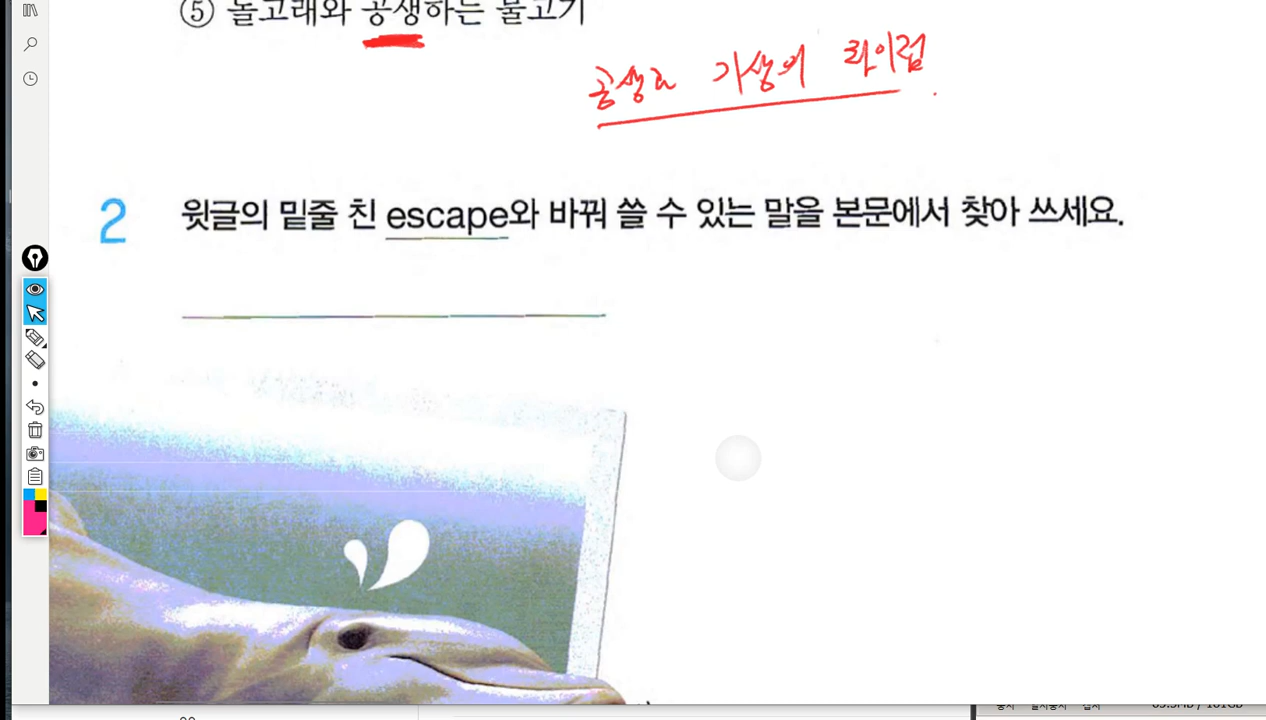 ⑤ 돌고래와 공생하는 물고기
공생과 기생의 차이점
2 윗글의 밑줄 친 escape와 바꿔 쓸 수 있는 말을 본문에서 찾아 쓰세요.